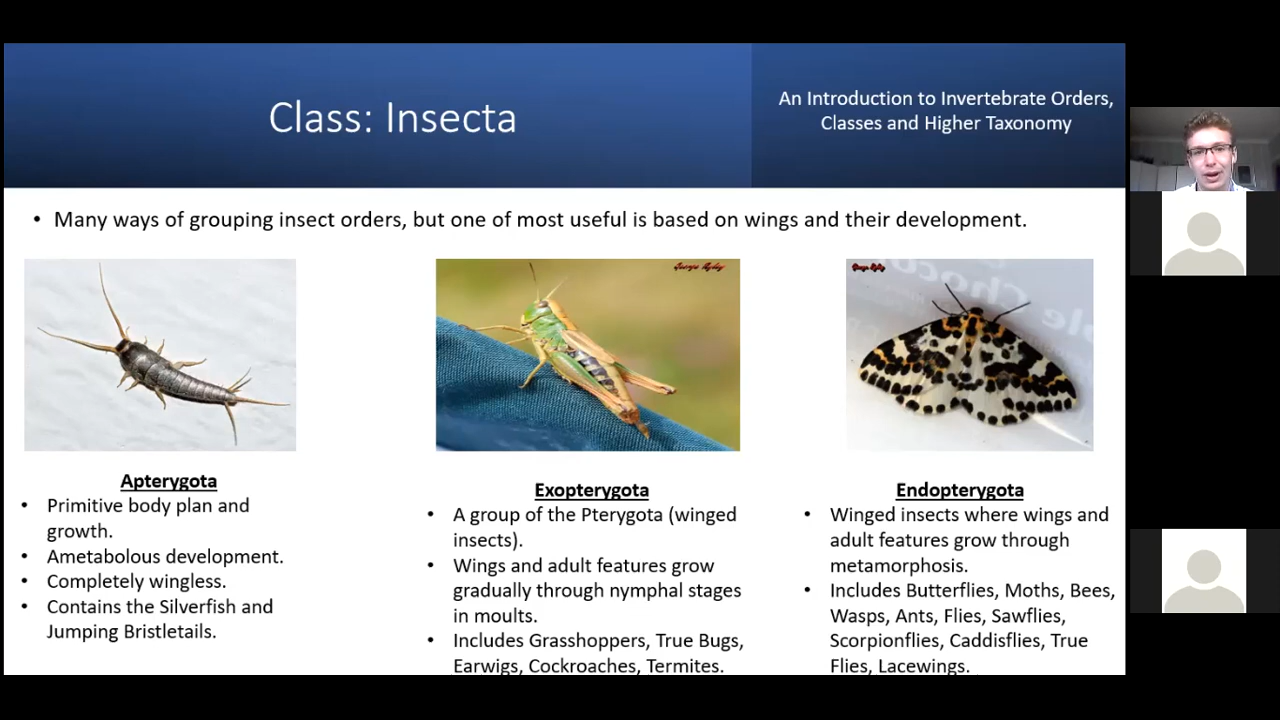 Class: Insecta
An Introduction to Invertebrate Orders,
Classes and Higher Taxonomy
• Many ways of grouping insect orders, but one of most useful is based on wings and their development.
Apterygota
• Primitive body plan and
growth.
• Ametabolous development.
• Completely wingless.
• Contains the Silverfish and
Jumping Bristletails.
Exopterygota
• A group of the Pterygota (winged
insects).
• Wings and adult features grow
gradually through nymphal stages
in moults.
• Includes Grasshoppers, True Bugs,
Earwigs, Cockroaches, Termites.
Endopterygota
• Winged insects where wings and
adult features grow through
metamorphosis.
• Includes Butterflies, Moths, Bees,
Wasps, Ants, Flies, Sawflies,
Scorpionflies, Caddisflies, True
Flies, Lacewings.